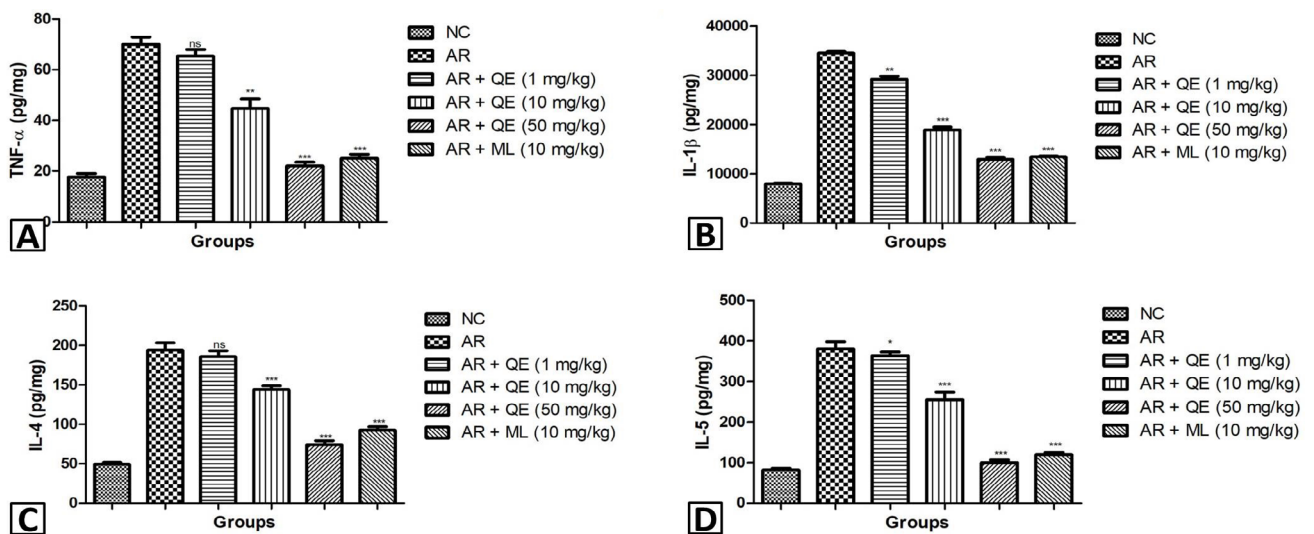 80
60
40
20
0
TNF-α (pg/mg)
ns
**
***
***
Groups
A
NC
AR
AR + QE (1 mg/kg)
AR + QE (10 mg/kg)
AR + QE (50 mg/kg)
AR + ML (10 mg/kg)
40000
30000
20000
10000
0
IL-1β (pg/mg)
**
***
***
***
Groups
B
NC
AR
AR + QE (1 mg/kg)
AR + QE (10 mg/kg)
AR + QE (50 mg/kg)
AR + ML (10 mg/kg)
250
200
150
100
50
0
IL-4 (pg/mg)
ns
***
***
***
Groups
C
NC
AR
AR + QE (1 mg/kg)
AR + QE (10 mg/kg)
AR + QE (50 mg/kg)
AR + ML (10 mg/kg)
500
400
300
200
100
0
IL-5 (pg/mg)
*
***
***
***
Groups
D
NC
AR
AR + QE (1 mg/kg)
AR + QE (10 mg/kg)
AR + QE (50 mg/kg)
AR + ML (10 mg/kg)